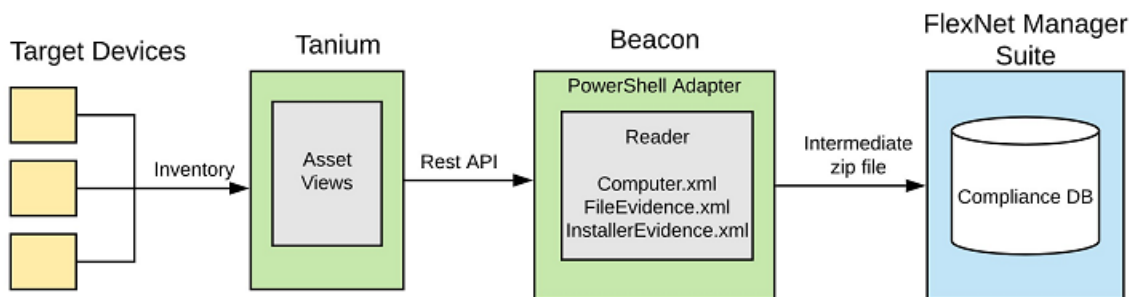 Target Devices
Inventory
Tanium
Asset
Views
Rest API
Beacon
PowerShell Adapter
Reader
Computer.xml
FileEvidence.xml
InstallerEvidence.xml
Intermediate
zip file
FlexNet Manager
Suite
Compliance DB